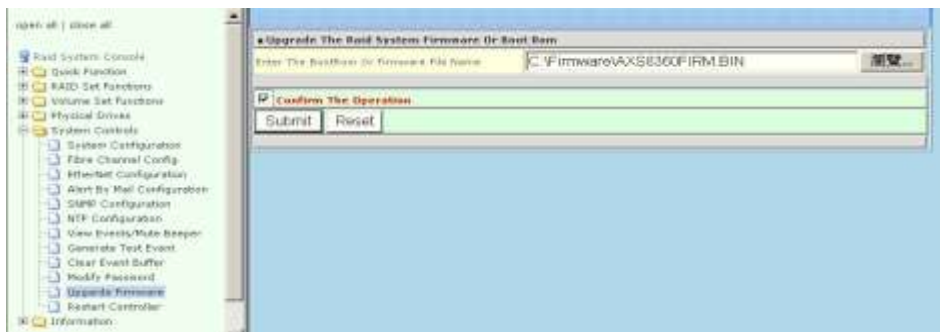 open all | close all
Raid System Console
Quick Function
RAID Set Functions
Volume Set Functions
Physical Drives
System Controls
System Configuration
Fibre Channel Config
EtherNet Configuration
Alert By Mail Configuration
SNMP Configuration
NTP Configuration
View Events/Mute Beeper
Generate Test Event
Clear Event Buffer
Modify Password
Upgrade Firmware
Restart Controller
Information
Upgrade The Raid System Firmware Or Boot Rom
Enter The BootRom Or Firmware File Name
C:\Firmware\AXS6360FIRM.BIN
瀏覽...
Confirm The Operation
Submit
Reset